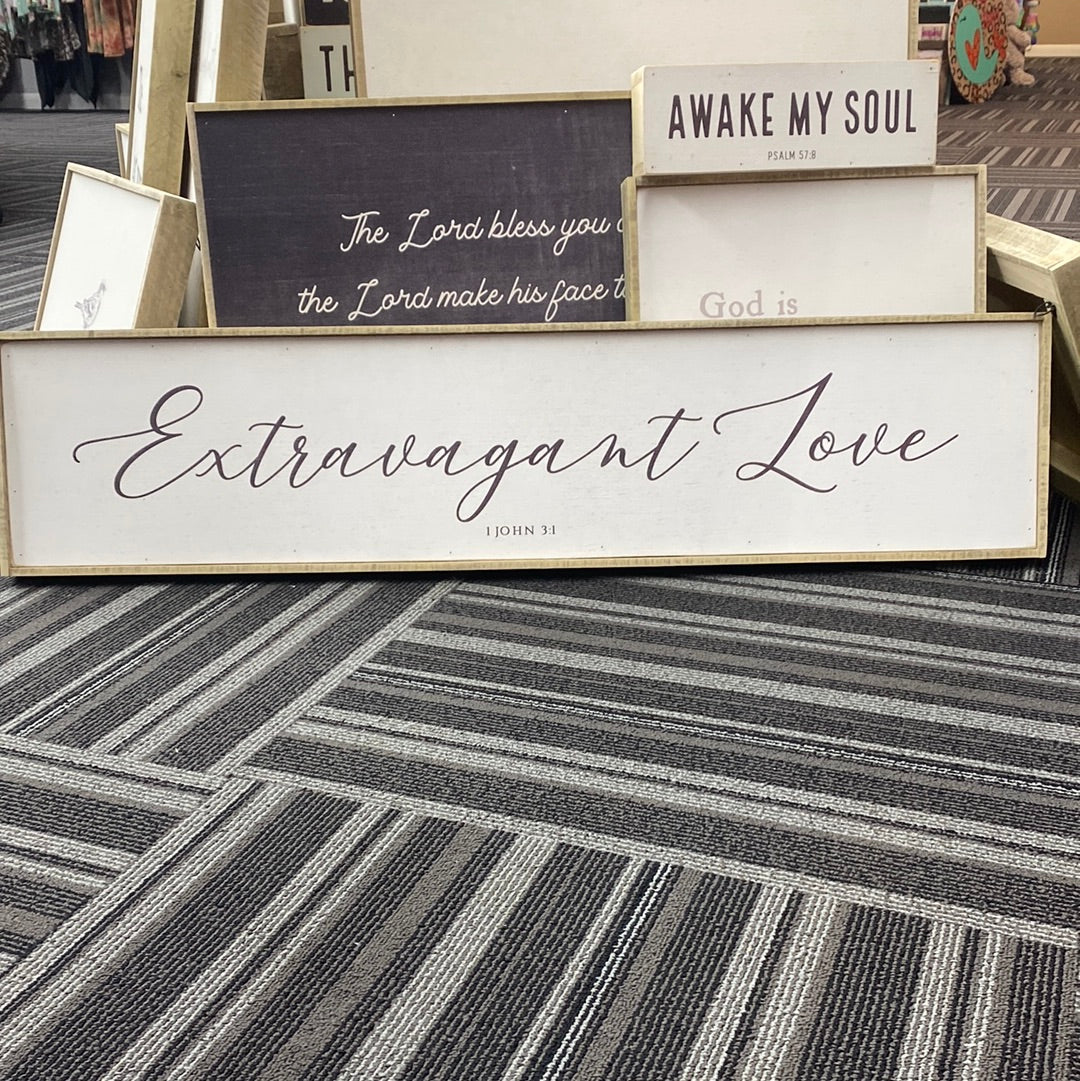 AWAKE MY SOUL
PSALM 57:8
The Lord bless you
the Lord make his face
God is
Extravagant Love
1 JOHN 3:1